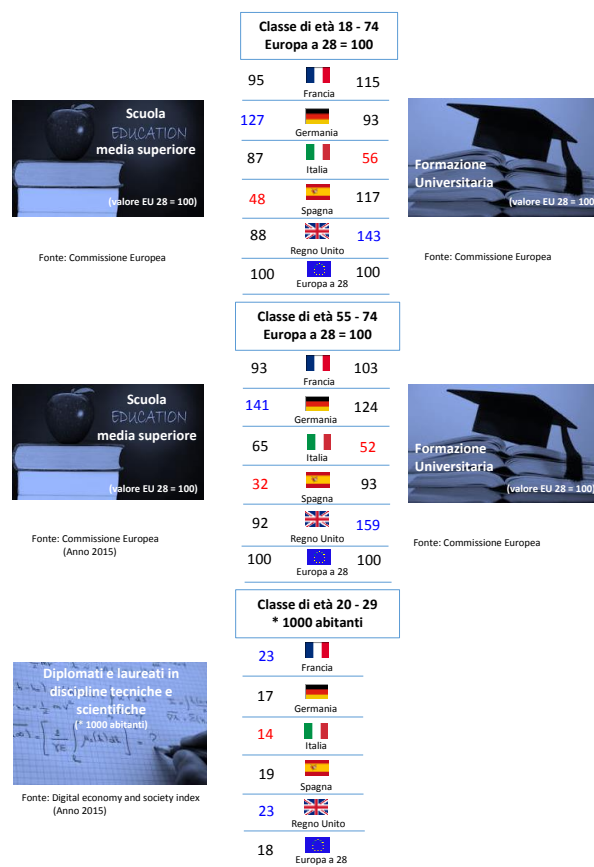 Classe di età 18 - 74
Europa a 28 = 100
95 115
Francia
127 93
Germania
87 56
Italia
48 117
Spagna
88 143
Regno Unito
100 100
Europa a 28
Scuola
EDUCATION
media superiore
(valore EU 28 = 100)
Fonte: Commissione Europea
Formazione
Universitaria
(valore EU 28 = 100)
Fonte: Commissione Europea
Classe di età 55 - 74
Europa a 28 = 100
93 103
Francia
141 124
Germania
65 52
Italia
32 93
Spagna
92 159
Regno Unito
100 100
Europa a 28
Scuola
EDUCATION
media superiore
(valore EU 28 = 100)
Fonte: Commissione Europea
(Anno 2015)
Formazione
Universitaria
(valore EU 28 = 100)
Fonte: Commissione Europea
Classe di età 20 - 29
* 1000 abitanti
23
Francia
17
Germania
14
Italia
19
Spagna
23
Regno Unito
18
Europa a 28
Diplomati e laureati in
discipline tecniche e
scientifiche
(* 1000 abitanti)
Fonte: Digital economy and society index
(Anno 2015)